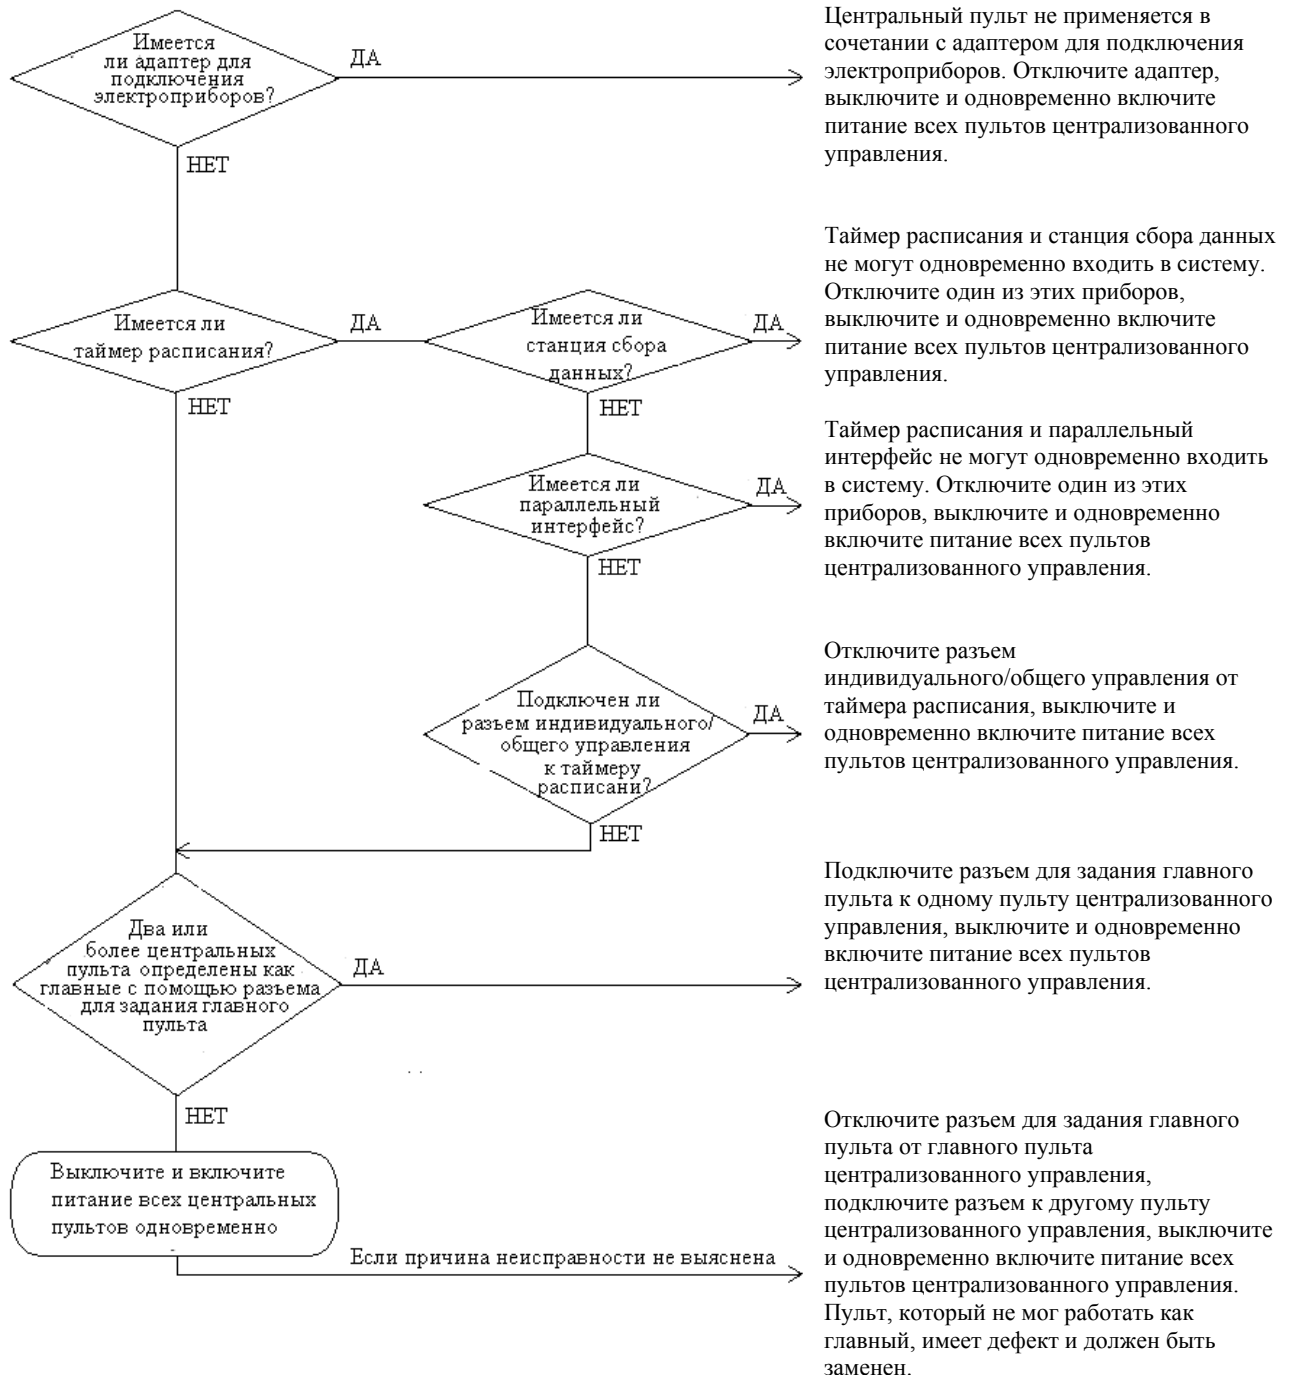 Имеется
ли адаптер для
подключения
электроприборов?
ДА
Центральный пульт не применяется в
сочетании с адаптером для подключения
электроприборов. Отключите адаптер,
выключите и одновременно включите
питание всех пультов централизованного
управления.
НЕТ
Имеется ли
таймер расписания?
ДА
Имеется ли
станция сбора
данных?
ДА
Таймер расписания и станция сбора данных
не могут одновременно входить в систему.
Отключите один из этих приборов,
выключите и одновременно включите
питание всех пультов централизованного
управления.
НЕТ
НЕТ
Имеется ли
параллельный
интерфейс?
ДА
Таймер расписания и параллельный
интерфейс не могут одновременно входить
в систему. Отключите один из этих
приборов, выключите и одновременно
включите питание всех пультов
централизованного управления.
НЕТ
Подключен ли
разъем индивидуального/
общего управления
к таймеру
расписани?
ДА
Отключите разъем
индивидуального/общего управления от
таймера расписания, выключите и
одновременно включите питание всех
пультов централизованного управления.
НЕТ
Два или
более центральных
пульта определены как
главные с помощью разъема
для задания главного
пульта
ДА
Подключите разъем для задания главного
пульта к одному пульту централизованного
управления, выключите и одновременно
включите питание всех пультов
централизованного управления.
НЕТ
Выключите и включите
питание всех центральных
пультов одновременно
Если причина неисправности не выяснена
Отключите разъем для задания главного
пульта от главного пульта
централизованного управления,
подключите разъем к другому пульту
централизованного управления, выключите
и одновременно включите питание всех
пультов централизованного управления.
Пульт, который не мог работать как
главный, имеет дефект и должен быть
заменен.